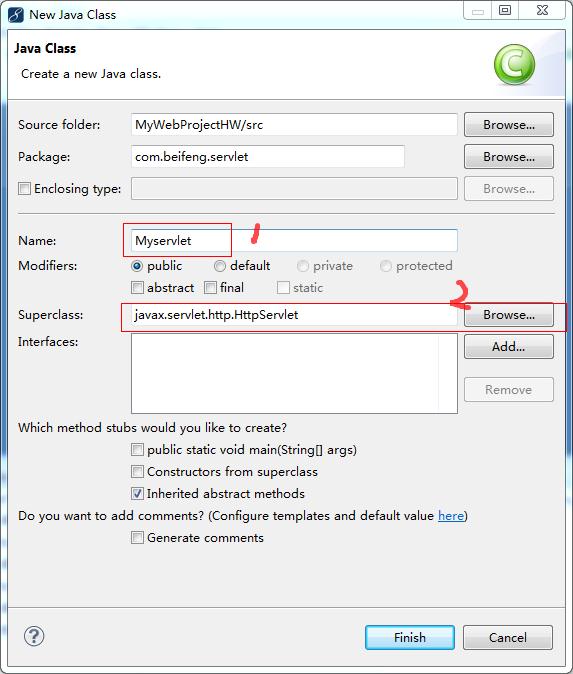 New Java Class
Java Class
Create a new Java class.
Source folder: MyWebProjectHW/src Browse...
Package: com.beifeng.servlet Browse...
Enclosing type: Browse...
Name: Myservlet 1
Modifiers: public default private protected
abstract final static
2
Superclass: javax.servlet.http.HttpServlet Browse...
Interfaces: Add...
Remove
Which method stubs would you like to create?
public static void main(String[] args)
Constructors from superclass
Inherited abstract methods
Do you want to add comments? (Configure templates and default value here)
Generate comments
? Finish Cancel